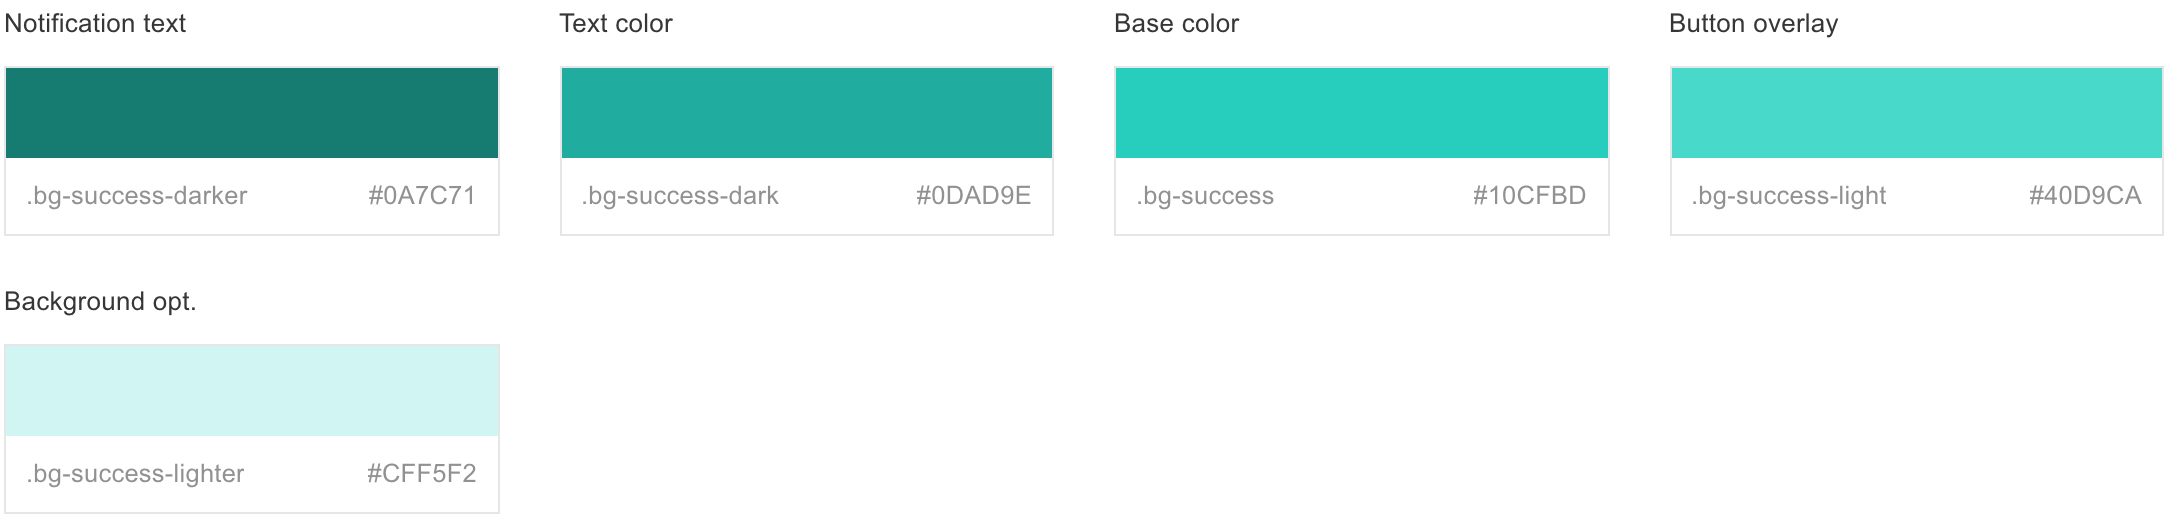 Notification text
Text color
Base color
Button overlay
.bg-success-darker #0A7C71
.bg-success-dark #0DAD9E
.bg-success #10CFBD
.bg-success-light #40D9CA
Background opt.
.bg-success-lighter #CFF5F2